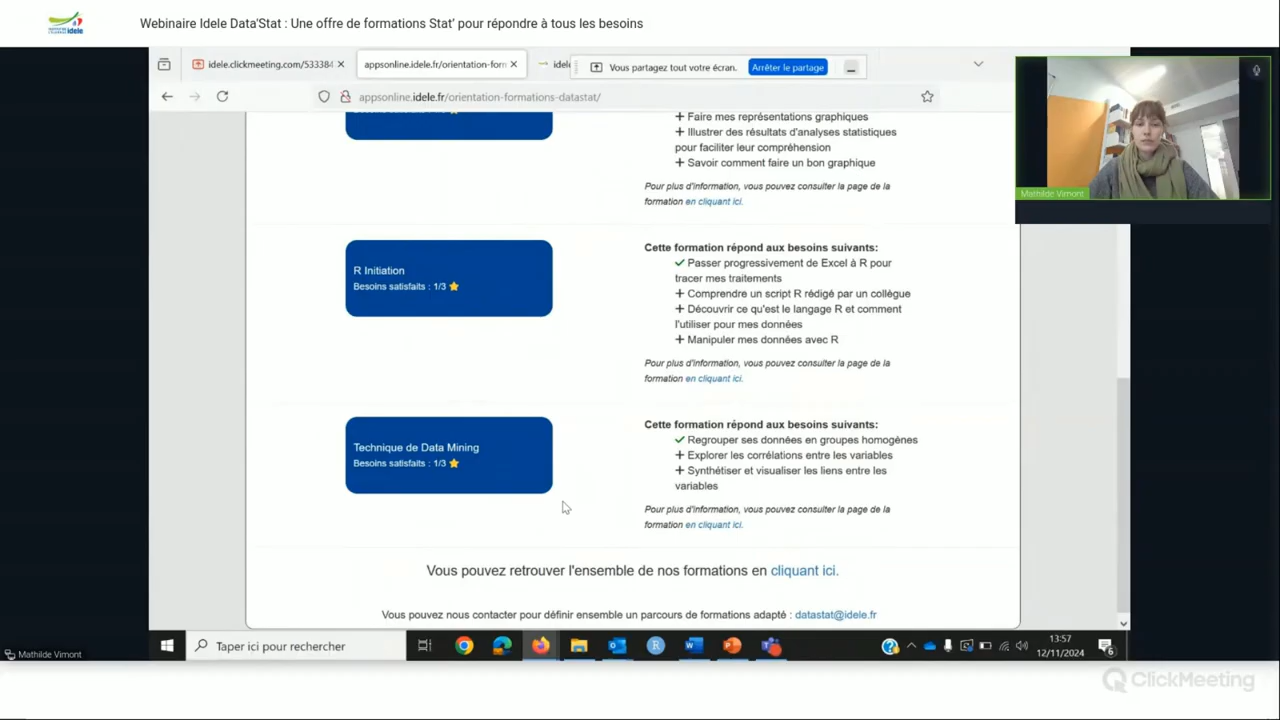 idele
Webinaire Idele Data'Stat : Une offre de formations Stat' pour répondre à tous les besoins
idele.clickmeeting.com/533384
appsonline.idele.fr/orientation-form
idele
Vous partagez tout votre écran.
Arrêter le partage
appsonline.idele.fr/orientation-formations-datastat/
Faire mes représentations graphiques
Illustrer des résultats d'analyses statistiques
pour faciliter leur compréhension
Savoir comment faire un bon graphique
Pour plus d'information, vous pouvez consulter la page de la
formation en cliquant ici.
Mathilde Vimont
R Initiation
Besoins satisfaits : 1/3
Cette formation répond aux besoins suivants:
Passer progressivement de Excel à R pour
tracer mes traitements
Comprendre un script R rédigé par un collègue
Découvrir ce qu'est le langage R et comment
l'utiliser pour mes données
Manipuler mes données avec R
Pour plus d'information, vous pouvez consulter la page de la
formation en cliquant ici.
Technique de Data Mining
Besoins satisfaits : 1/3
Cette formation répond aux besoins suivants:
Regrouper ses données en groupes homogènes
Explorer les corrélations entre les variables
Synthétiser et visualiser les liens entre les
variables
Pour plus d'information, vous pouvez consulter la page de la
formation en cliquant ici.
Vous pouvez retrouver l'ensemble de nos formations en cliquant ici.
Vous pouvez nous contacter pour définir ensemble un parcours de formations adapté : datastat@idele.fr
Mathilde Vimont
Taper ici pour rechercher
13:57
12/11/2024
6
ClickMeeting